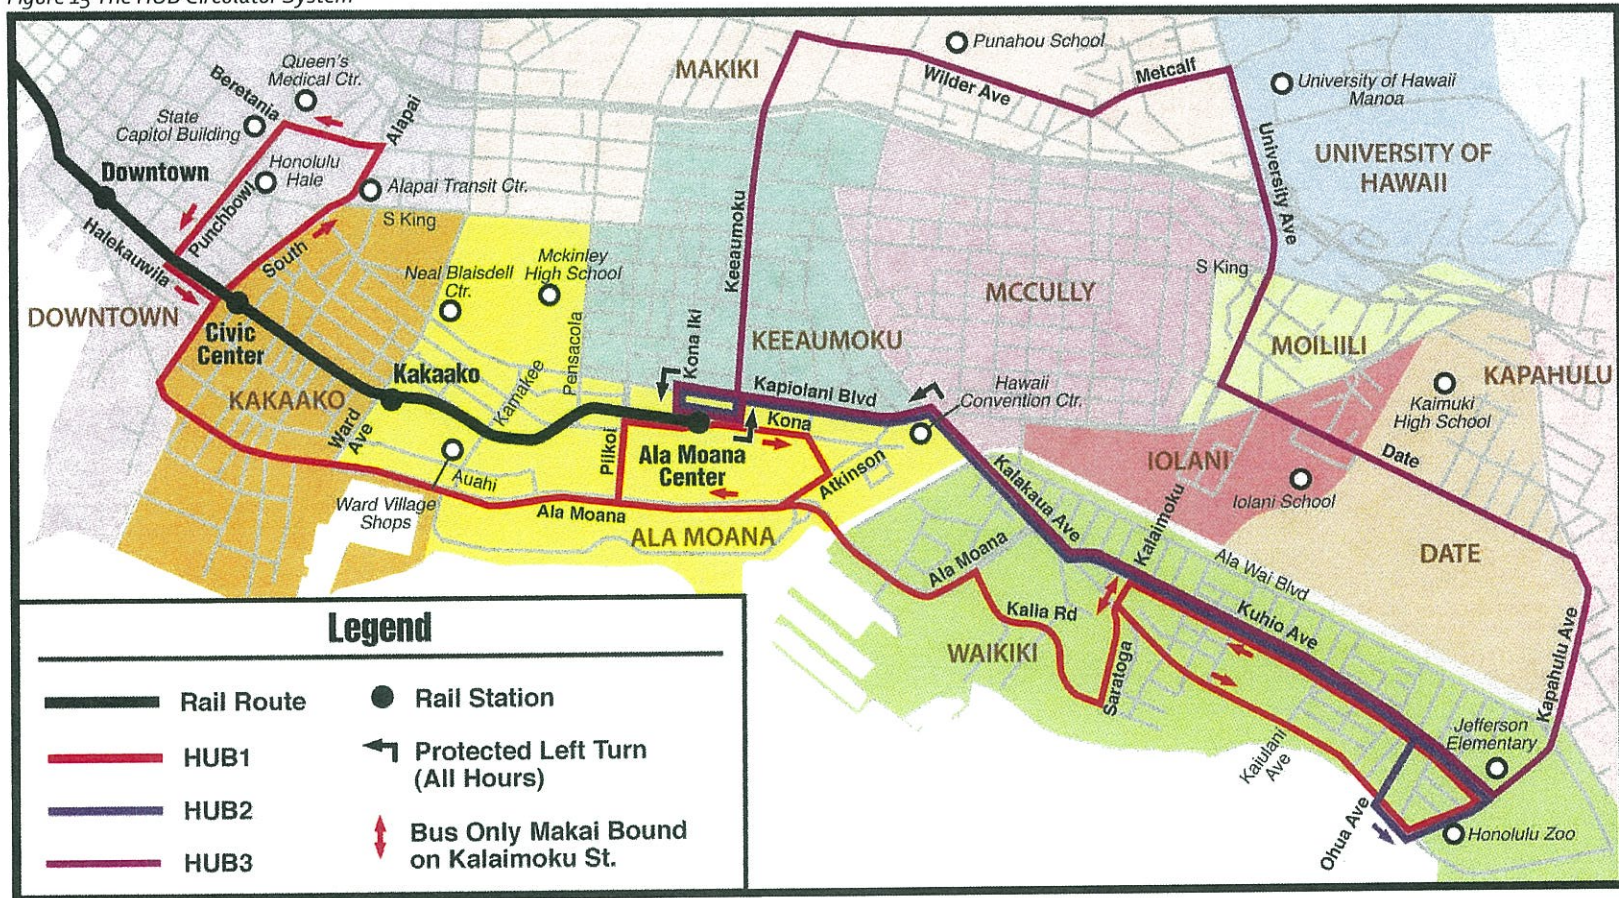 Figure 15 The HUB Circulator System
Queen's
Medical Ctr.
Beretania
State
Capitol Building
Alapai
Honolulu
Hale
Downtown
Alapai Transit Ctr.
Punchbowl
S King
Halekauwila
South
DOWNTOWN
Civic
Center
Neal Blaisdell
Ctr.
Mckinley
High School
Kakaako
KAKAAKO
Ward
Ave
Kamakee
Pensacola
Ward Village
Shops
Auahi
Piikoi
Ala Moana
Center
Ala Moana
ALA MOANA
Kona
Atkinson
Kona Iki
Keeaumoku
KEEAUMOKU
Kapiolani Blvd
Hawaii
Convention Ctr.
MAKIKI
Punahou School
Wilder Ave
Metcalf
University of Hawaii
Manoa
UNIVERSITY OF
HAWAII
University Ave
MCCULLY
S King
MOILIILI
KAPAHULU
Kaimuki
High School
Date
IOLANI
Iolani School
DATE
Kalakaua Ave
Kalaimoku
Ala Wai Blvd
Ala Moana
Kalia Rd
Saratoga
WAIKIKI
Kuhio Ave
Kapahulu Ave
Kaiulani
Ave
Jefferson
Elementary
Ohua Ave
Honolulu Zoo
Legend
Rail Route
Rail Station
HUB1
Protected Left Turn
(All Hours)
HUB2
Bus Only Makai Bound
on Kalaimoku St.
HUB3